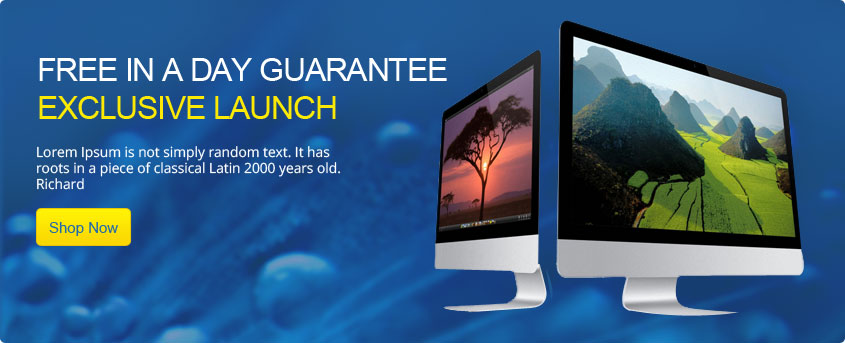 FREE IN A DAY GUARANTEE
EXCLUSIVE LAUNCH
Lorem Ipsum is not simply random text. It has
roots in a piece of classical Latin 2000 years old.
Richard
Shop Now